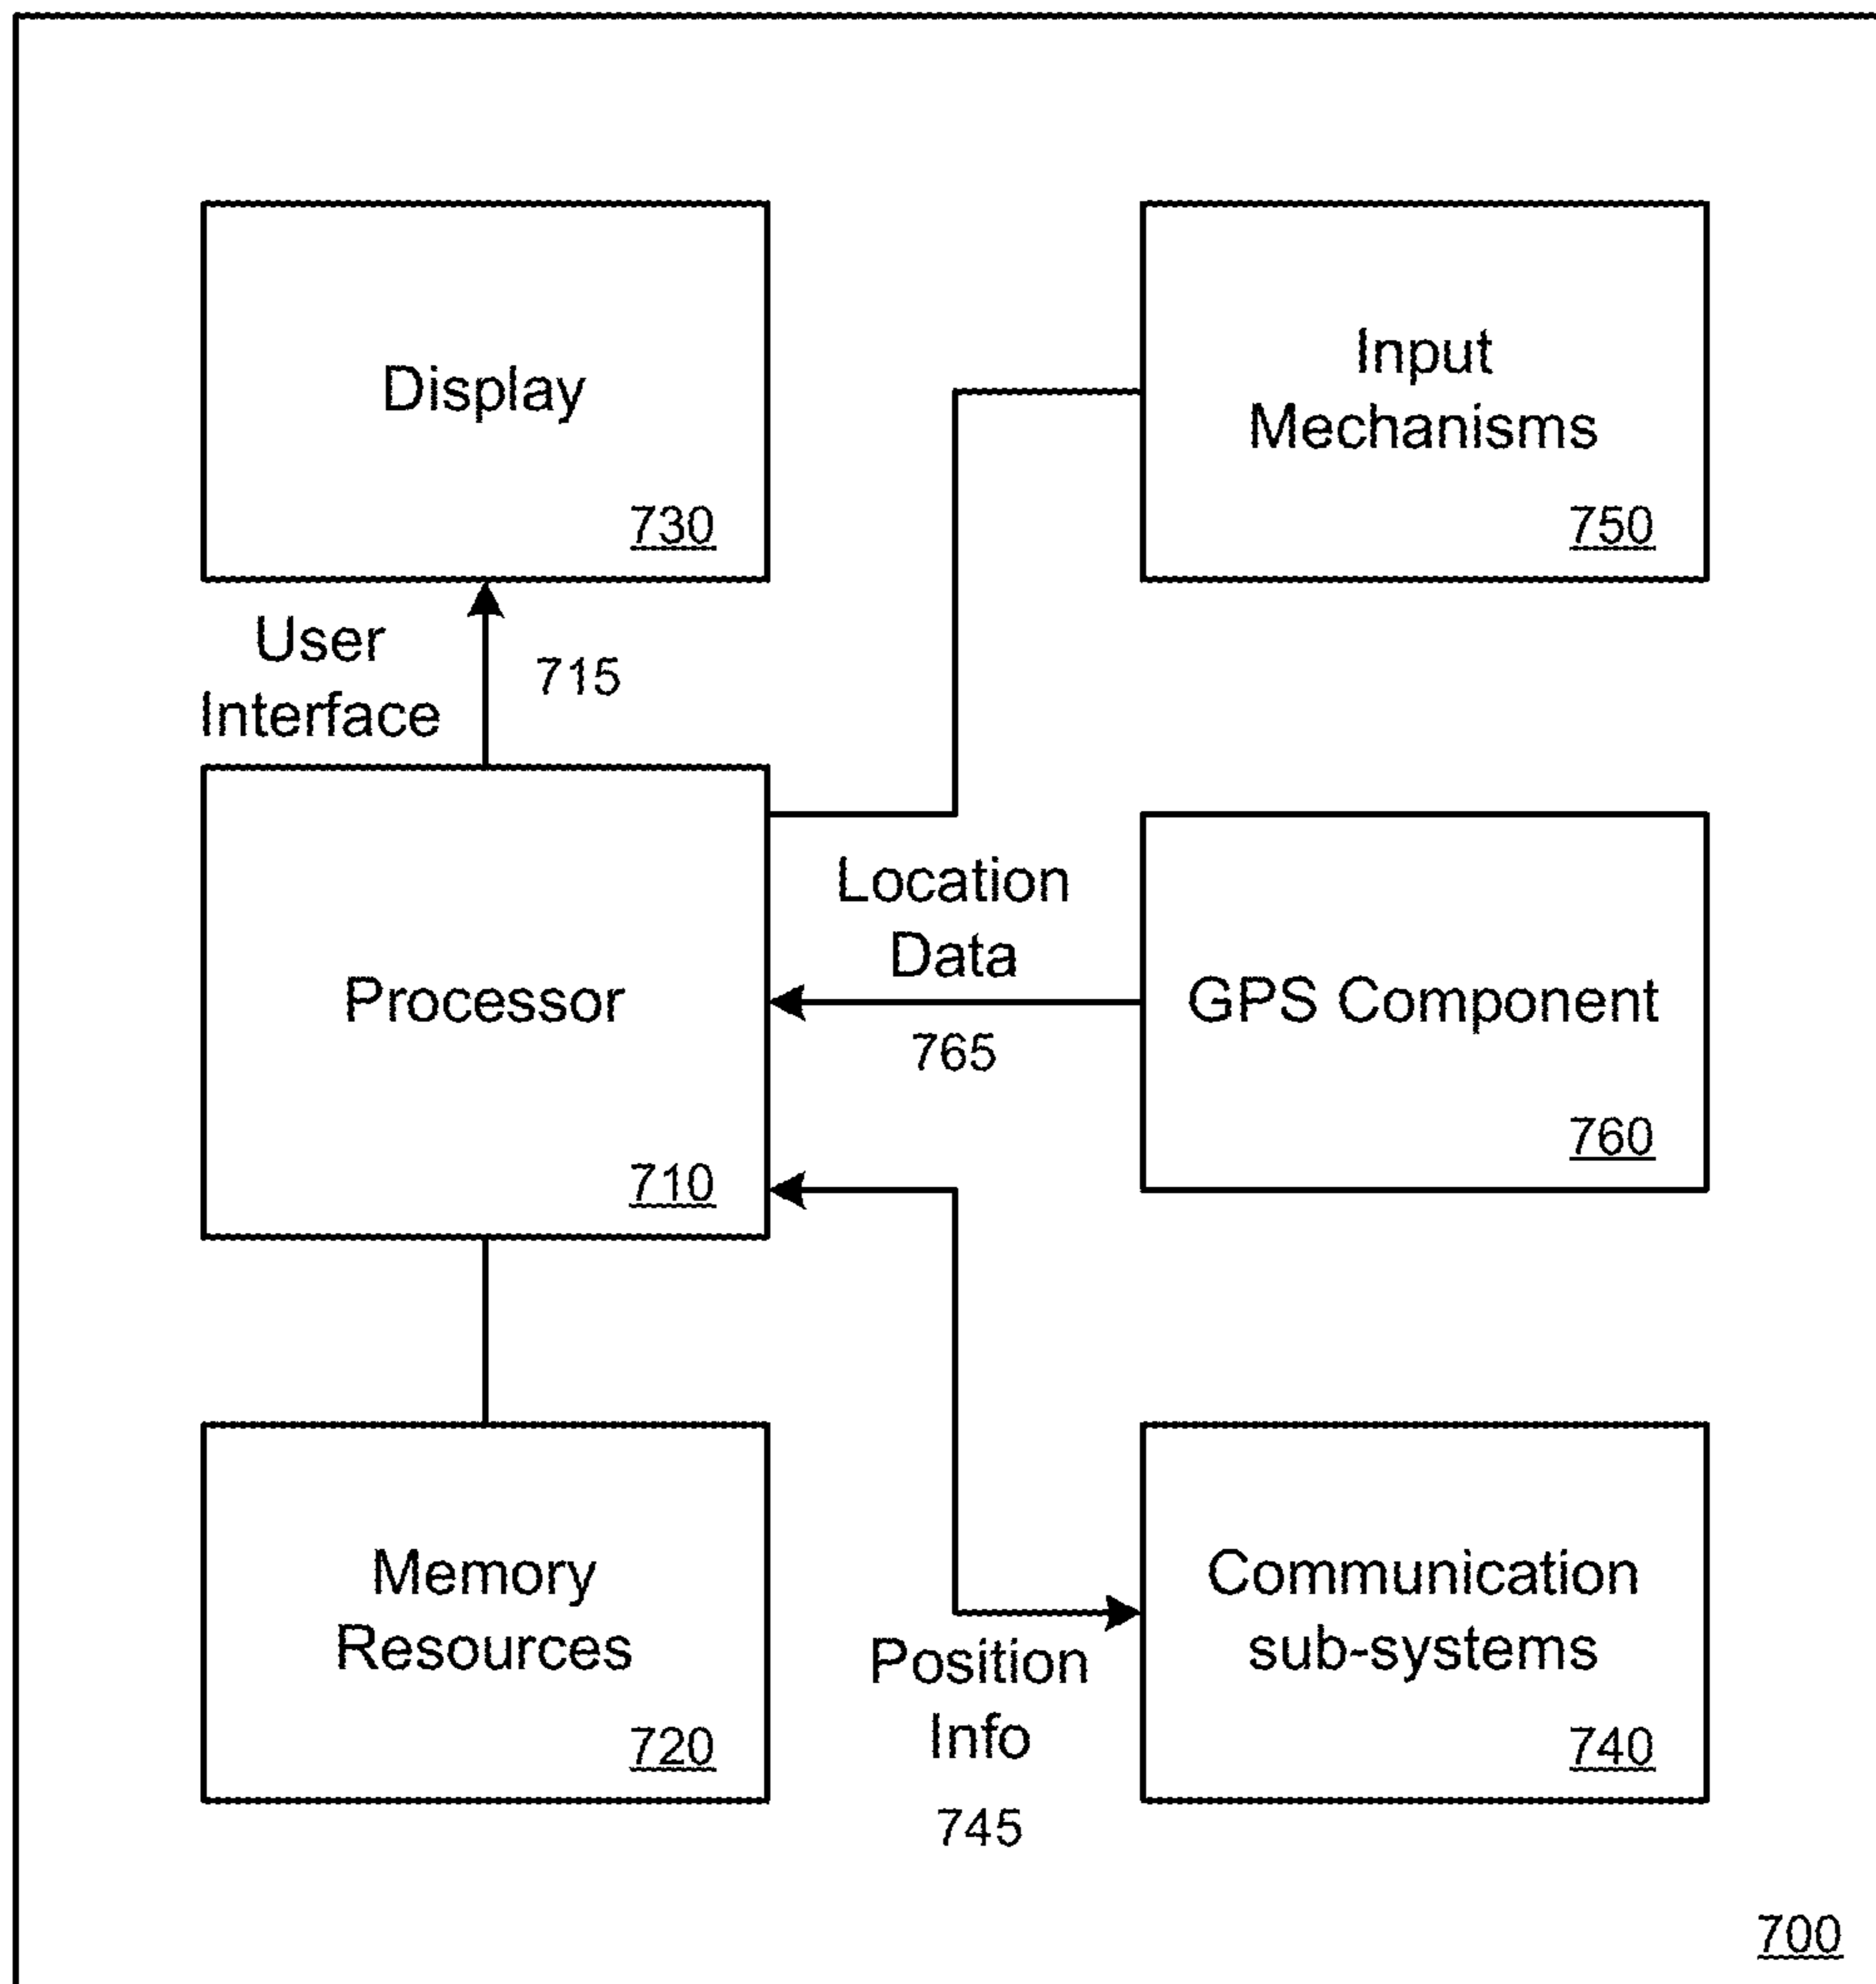 Display
730
Input
Mechanisms
750
User
Interface
715
Processor
710
Location
Data
765
GPS Component
760
Memory
Resources
720
Position
Info
745
Communication
sub-systems
740
700